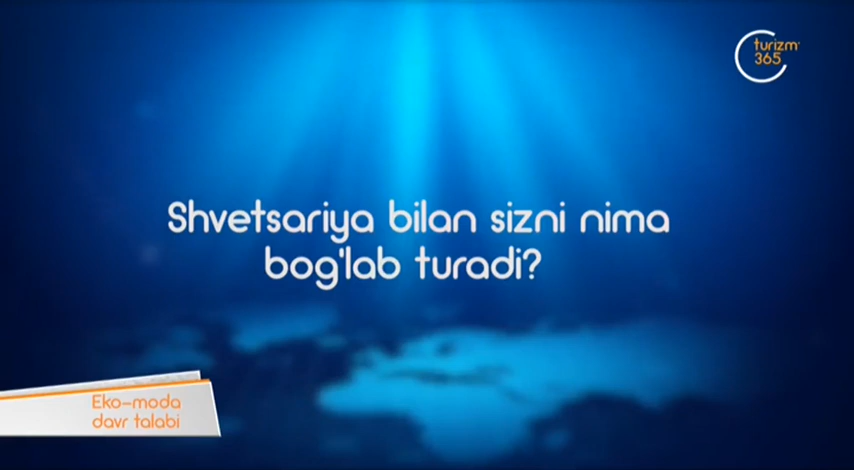 turizm
365
Shvetsariya bilan sizni nima
bog'lab turadi?
Eko-moda
davr talabi